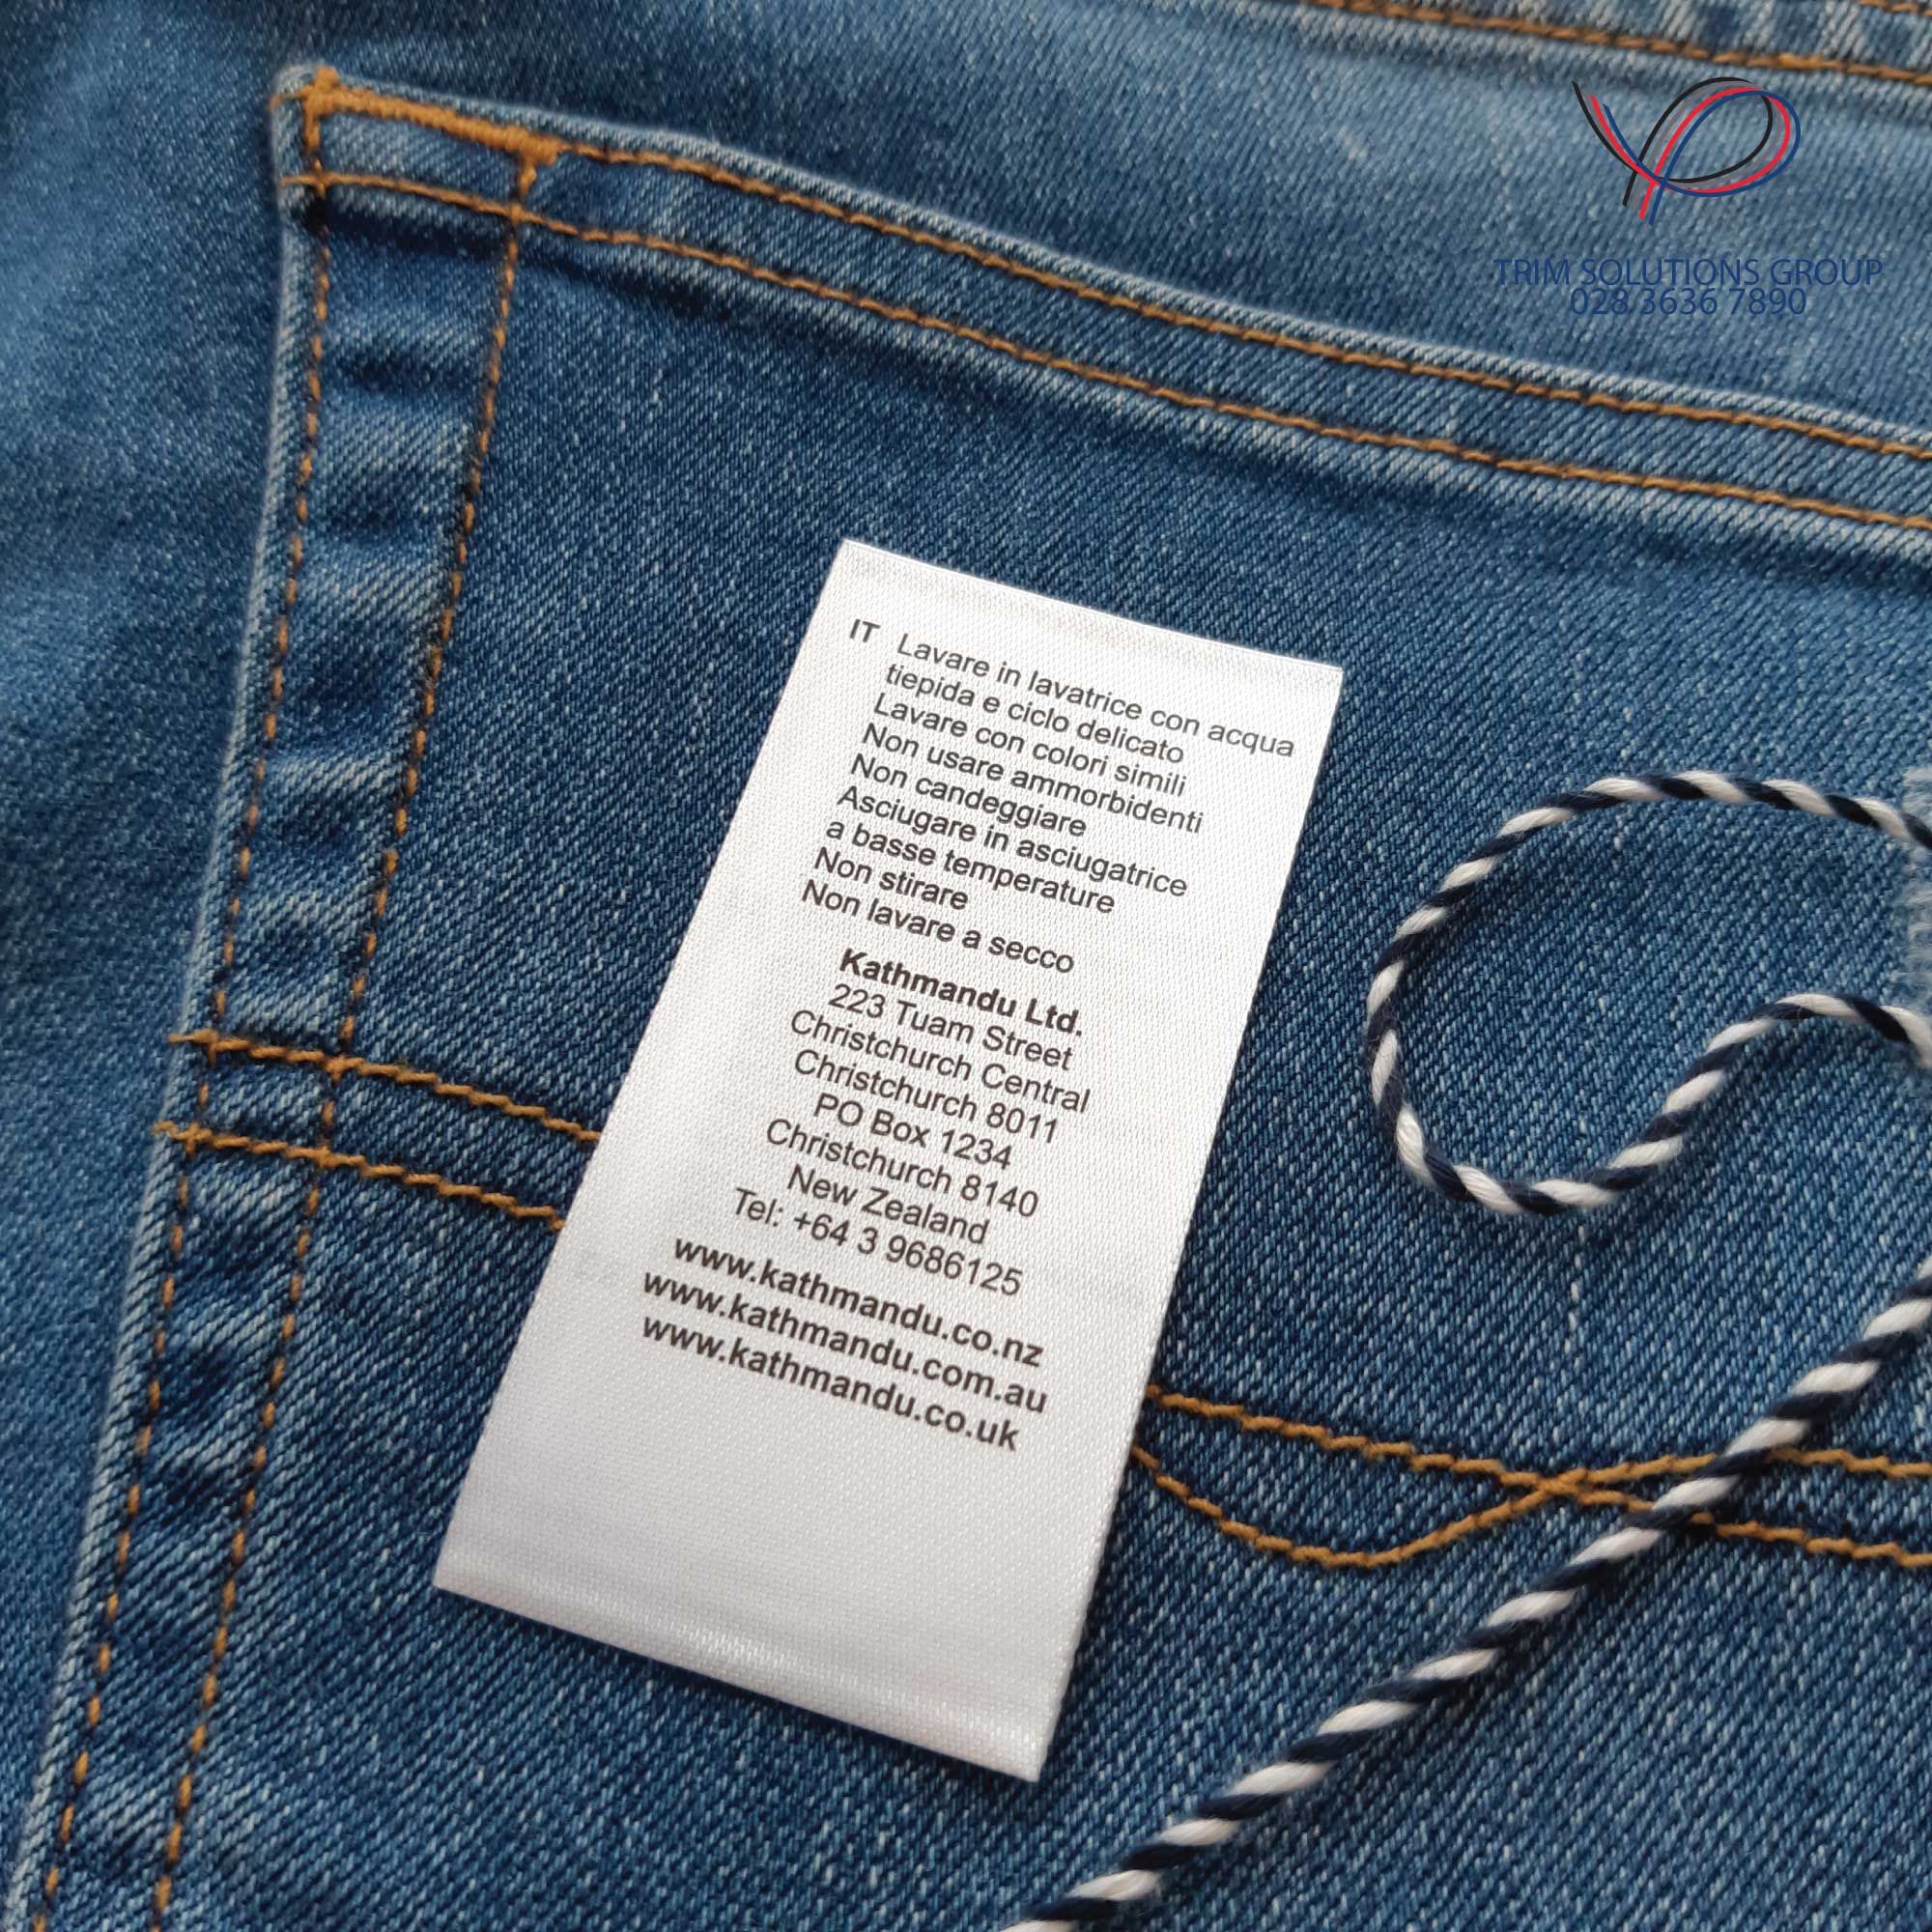 TRIM SOLUTIONS GROUP
028 3636 7890
IT Lavare in lavatrice con acqua
tiepida e ciclo delicato
Lavare con colori simili
Non usare ammorbidenti
Non candeggiare
Asciugare in asciugatrice
a basse temperature
Non stirare
Non lavare a secco
Kathmandu Ltd.
223 Tuam Street
Christchurch Central
Christchurch 8011
PO Box 1234
Christchurch 8140
New Zealand
Tel: +64 3 9686125
www.kathmandu.co.nz
www.kathmandu.com.au
www.kathmandu.co.uk